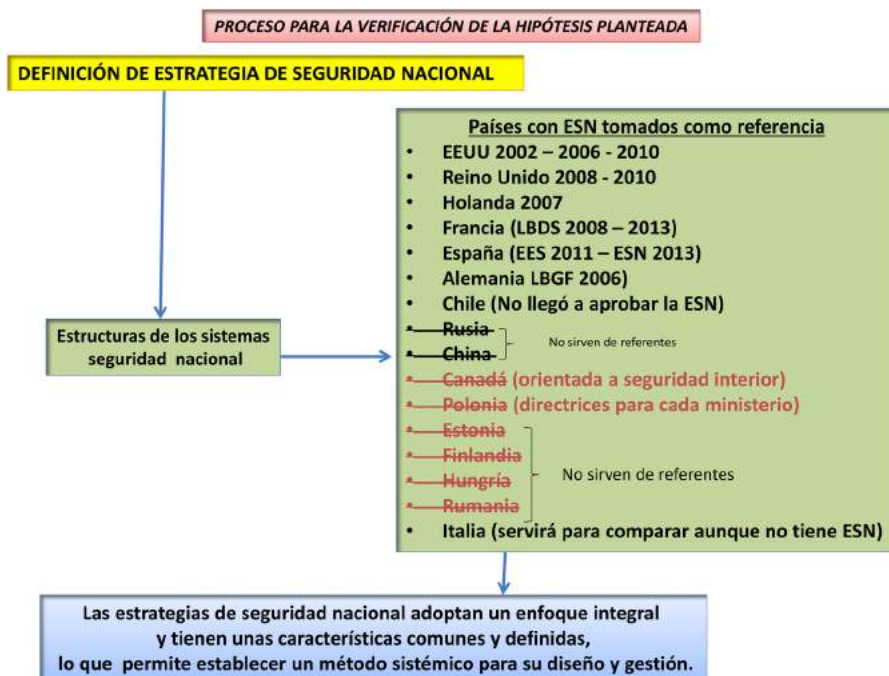 PROCESO PARA LA VERIFICACIÓN DE LA HIPÓTESIS PLANTEADA
DEFINICIÓN DE ESTRATEGIA DE SEGURIDAD NACIONAL
Estructuras de los sistemas
seguridad nacional
Países con ESN tomados como referencia
• EEUU 2002 – 2006 - 2010
• Reino Unido 2008 - 2010
• Holanda 2007
• Francia (LBDS 2008 – 2013)
• España (EES 2011 – ESN 2013)
• Alemania LBGF 2006)
• Chile (No llegó a aprobar la ESN)
• Rusia
• China
No sirven de referentes
• Canadá (orientada a seguridad interior)
• Polonia (directrices para cada ministerio)
• Estonia
• Finlandia
• Hungría
• Rumania
No sirven de referentes
• Italia (servirá para comparar aunque no tiene ESN)
Las estrategias de seguridad nacional adoptan un enfoque integral
y tienen unas características comunes y definidas,
lo que permite establecer un método sistémico para su diseño y gestión.